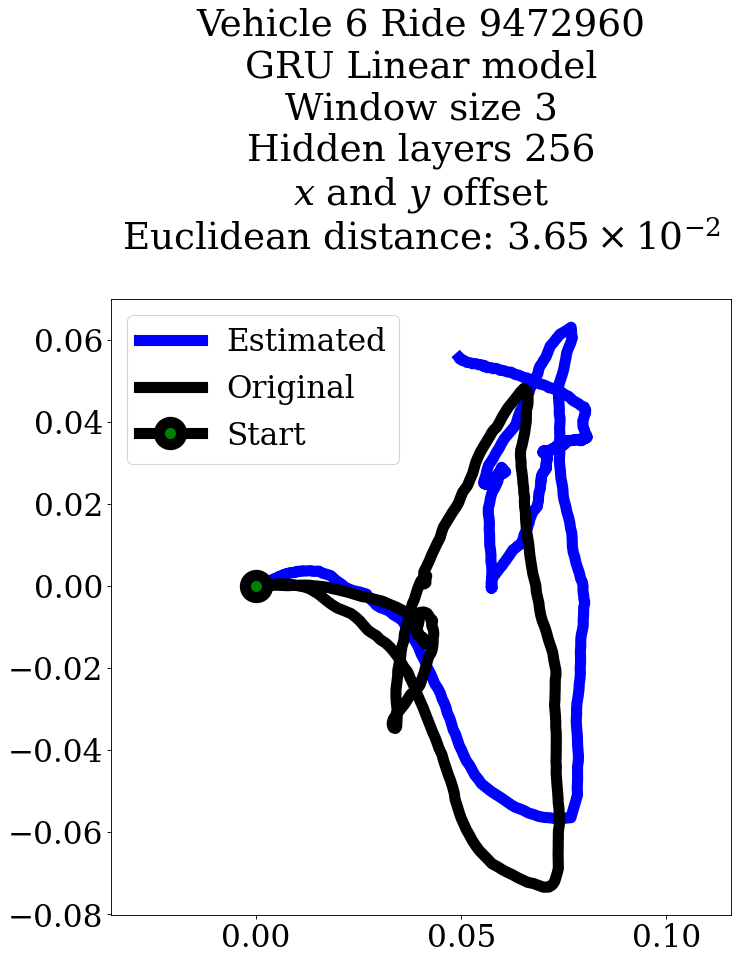 Vehicle 6 Ride 9472960
GRU Linear model
Window size 3
Hidden layers 256
x and y offset
Euclidean distance: 3.65 × 10⁻²
Estimated
Original
Start
0.06
0.04
0.02
0.00
−0.02
−0.04
−0.06
−0.08
0.00 0.05 0.10